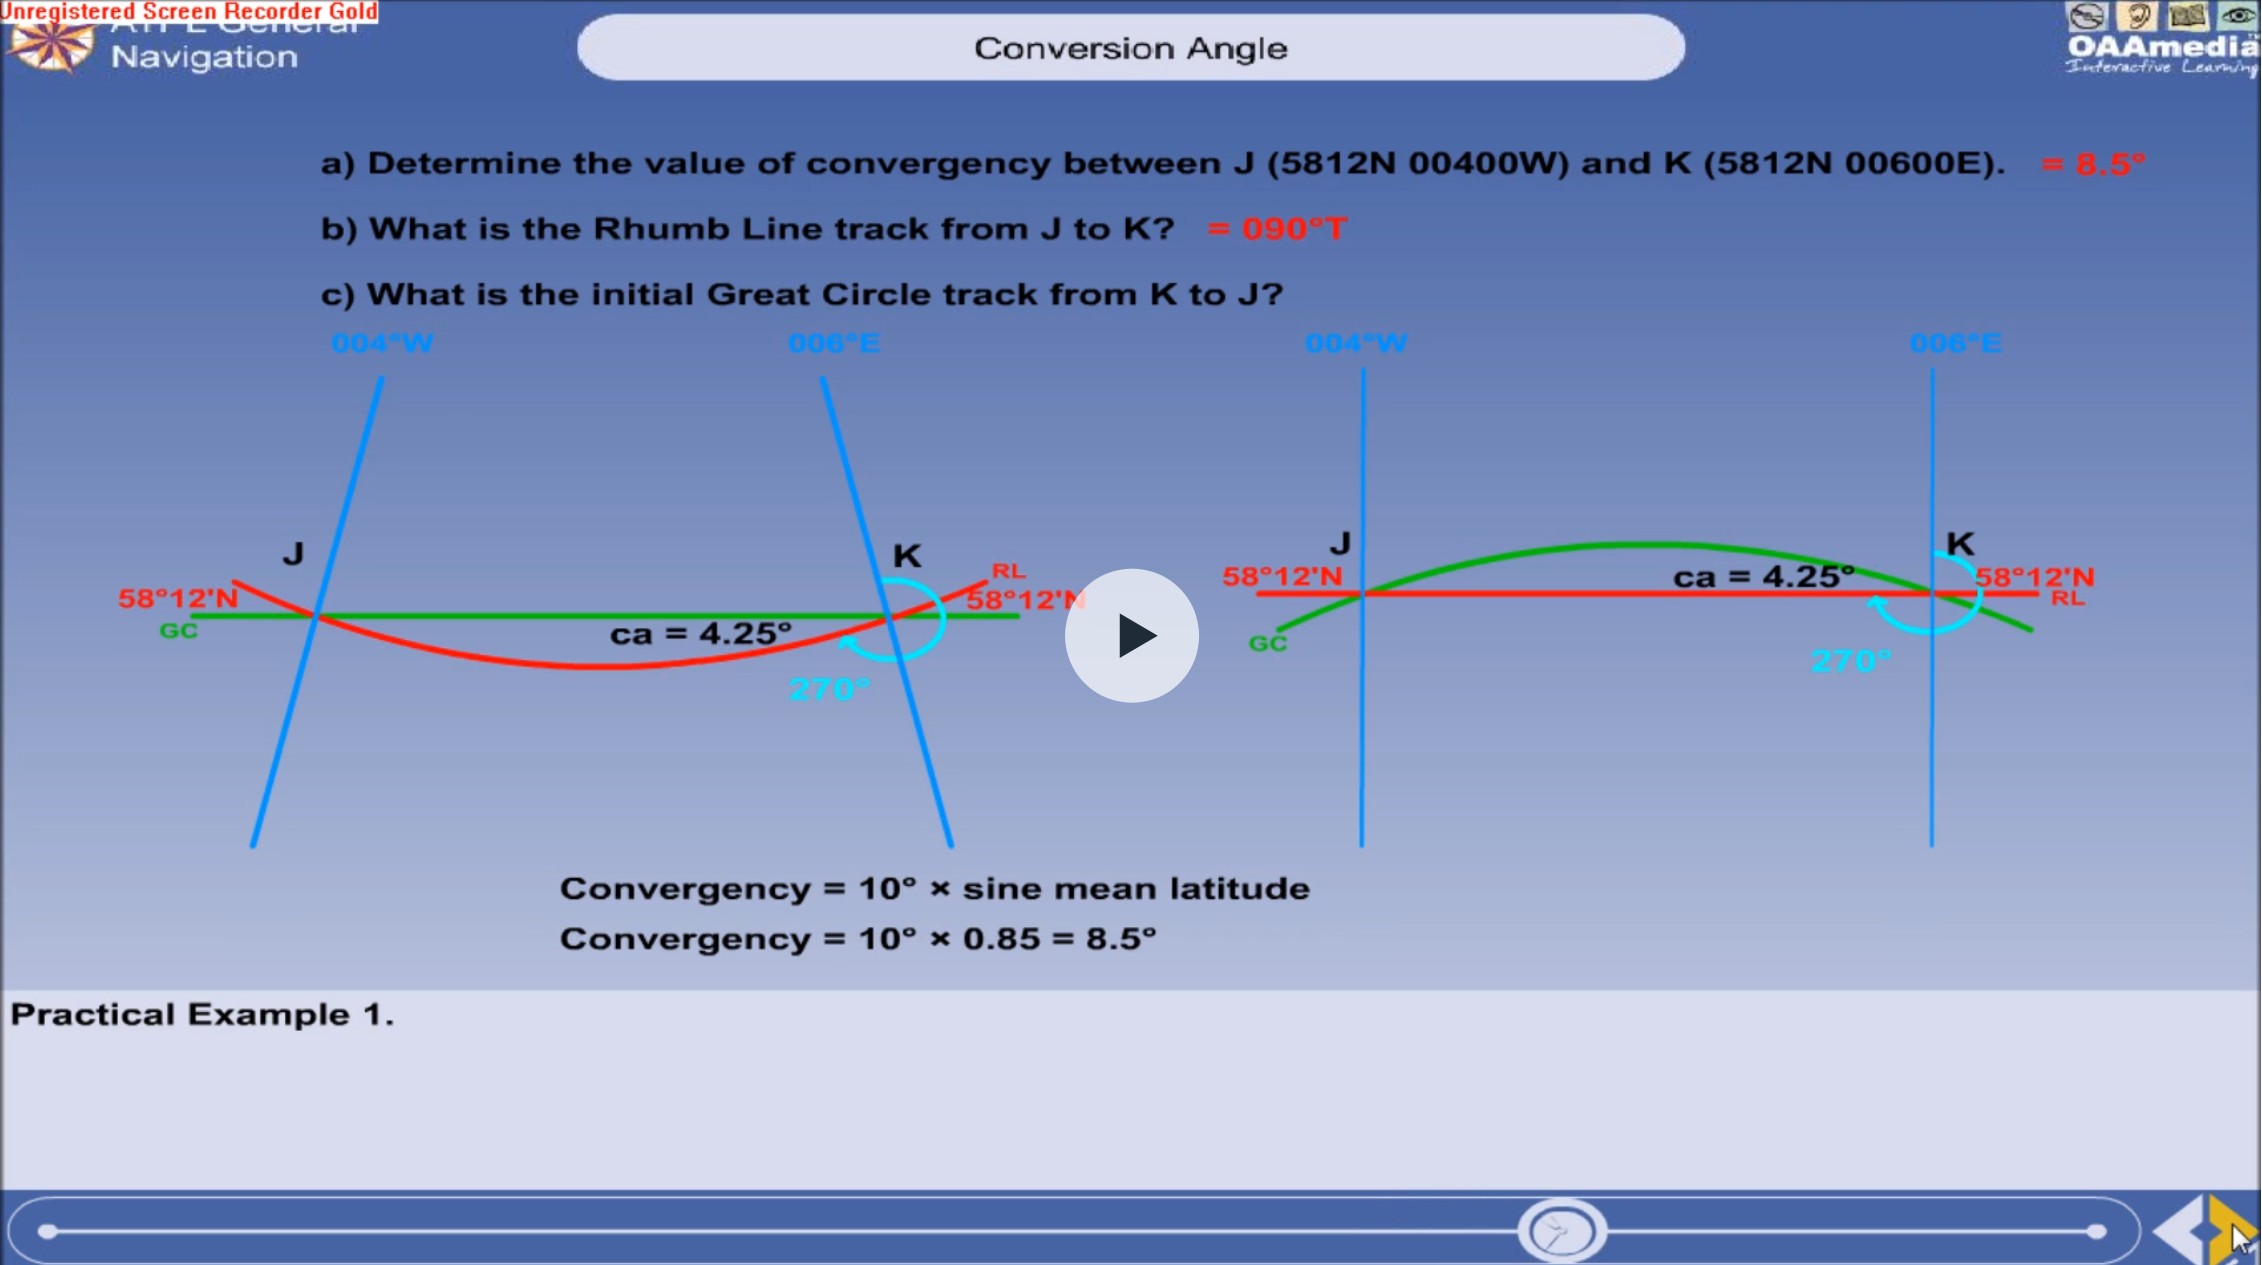 Unregistered Screen Recorder Gold
ATPL General
Navigation
Conversion Angle
OAAmedia
Interactive Learning
a) Determine the value of convergency between J (5812N 00400W) and K (5812N 00600E). = 8.5°
b) What is the Rhumb Line track from J to K? = 090°T
c) What is the initial Great Circle track from K to J?
004°W 006°E 004°W 006°E
J K J K
58°12'N RL 58°12'N 58°12'N
58°12'N RL
GC ca = 4.25° GC ca = 4.25°
270° 270°
Convergency = 10° × sine mean latitude
Convergency = 10° × 0.85 = 8.5°
Practical Example 1.